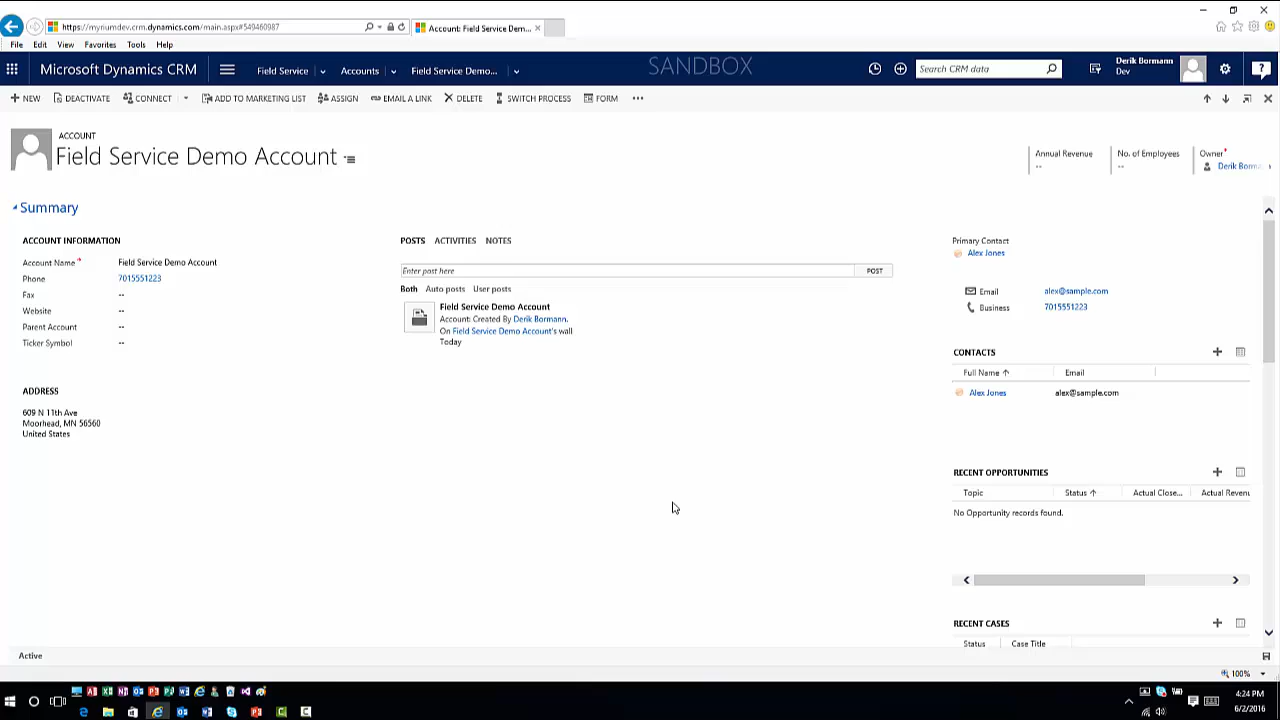 https://myriumdev.crm.dynamics.com/main.aspx#549460987
Account: Field Service Dem...
File Edit View Favorites Tools Help
Microsoft Dynamics CRM
Field Service
Accounts
Field Service Demo...
SANDBOX
Search CRM data
Derik Bormann
Dev
NEW
DEACTIVATE
CONNECT
ADD TO MARKETING LIST
ASSIGN
EMAIL A LINK
DELETE
SWITCH PROCESS
FORM
ACCOUNT
Field Service Demo Account
Annual Revenue
--
No. of Employees
--
Owner*
Derik Borma
Summary
ACCOUNT INFORMATION
Account Name* Field Service Demo Account
Phone 7015551223
Fax --
Website --
Parent Account --
Ticker Symbol --
ADDRESS
609 N 11th Ave
Moorhead, MN 56560
United States
POSTS ACTIVITIES NOTES
Enter post here POST
Both Auto posts User posts
Field Service Demo Account
Account: Created By Derik Bormann.
On Field Service Demo Account's wall
Today
Primary Contact
Alex Jones
Email alex@sample.com
Business 7015551223
CONTACTS
Full Name Email
Alex Jones alex@sample.com
RECENT OPPORTUNITIES
Topic Status Actual Close... Actual Revenu
No Opportunity records found.
RECENT CASES
Status Case Title
Active
100%
4:24 PM
6/2/2016